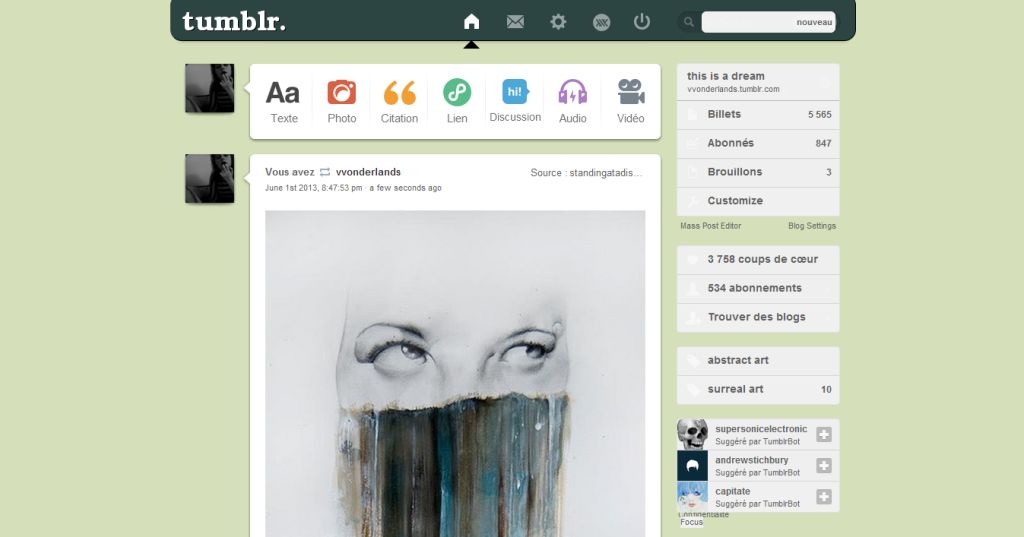 tumblr.
nouveau
Aa
hi!
Texte
Photo
Citation
Lien
Discussion
Audio
Vidéo
Vous avez vvonderlands
Source : standingatadis...
June 1st 2013, 8:47:53 pm · a few seconds ago
this is a dream
vvonderlands.tumblr.com
Billets 5 565
Abonnés 847
Brouillons 3
Customize
Mass Post Editor Blog Settings
3 758 coups de cœur
534 abonnements
Trouver des blogs
abstract art
surreal art 10
supersonicelectronic
Suggéré par TumblrBot
andrewstichbury
Suggéré par TumblrBot
capitate
Suggéré par TumblrBot
Confidentialité
Focus